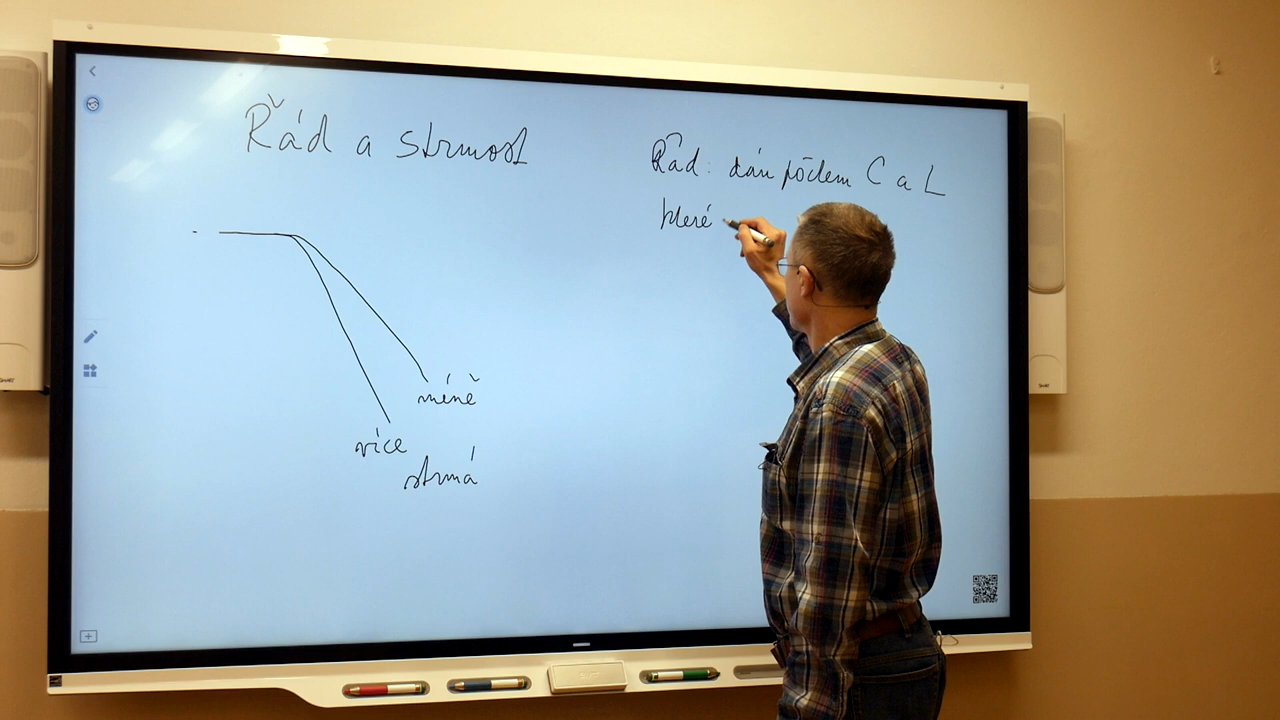 Řád a strmost
Řád: dán počtem C a L
které
méně
více
strmá